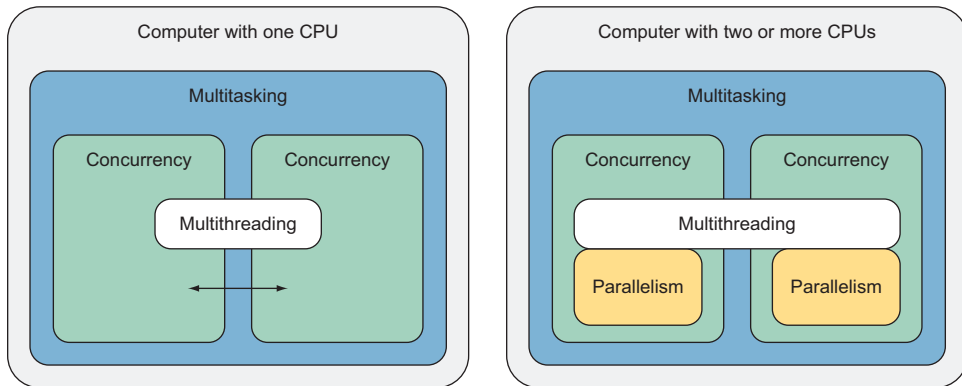 Computer with one CPU
Multitasking
Concurrency
Concurrency
Multithreading
Computer with two or more CPUs
Multitasking
Concurrency
Concurrency
Multithreading
Parallelism
Parallelism